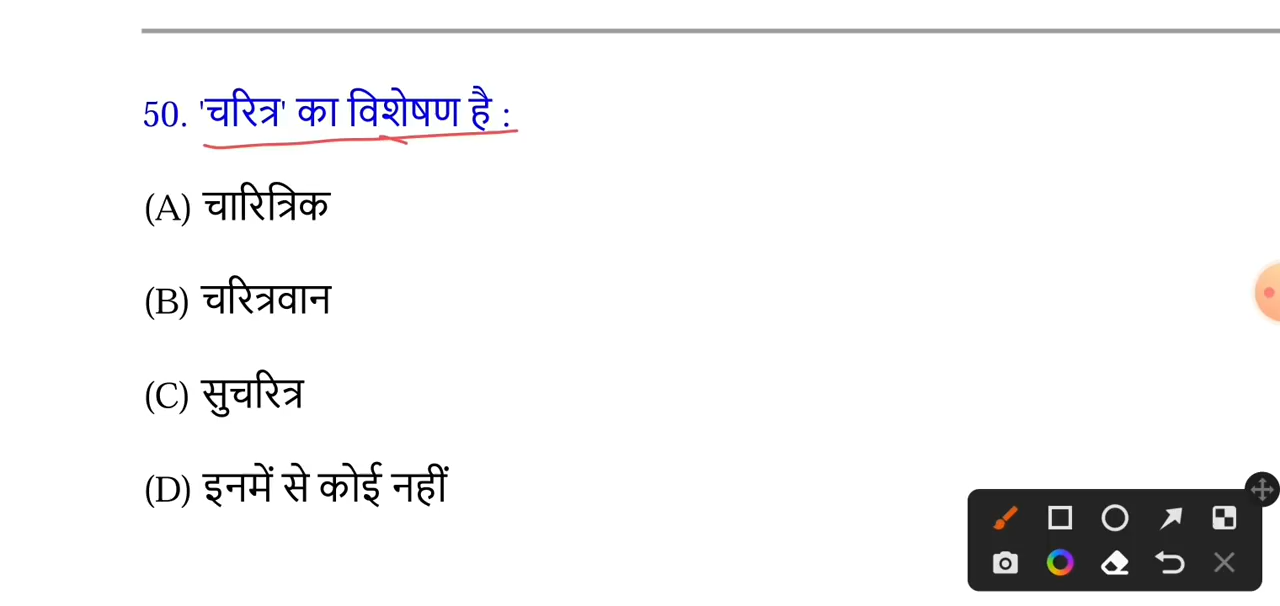 50. 'चरित्र' का विशेषण है :
(A) चारित्रिक
(B) चरित्रवान
(C) सुचरित्र
(D) इनमें से कोई नहीं